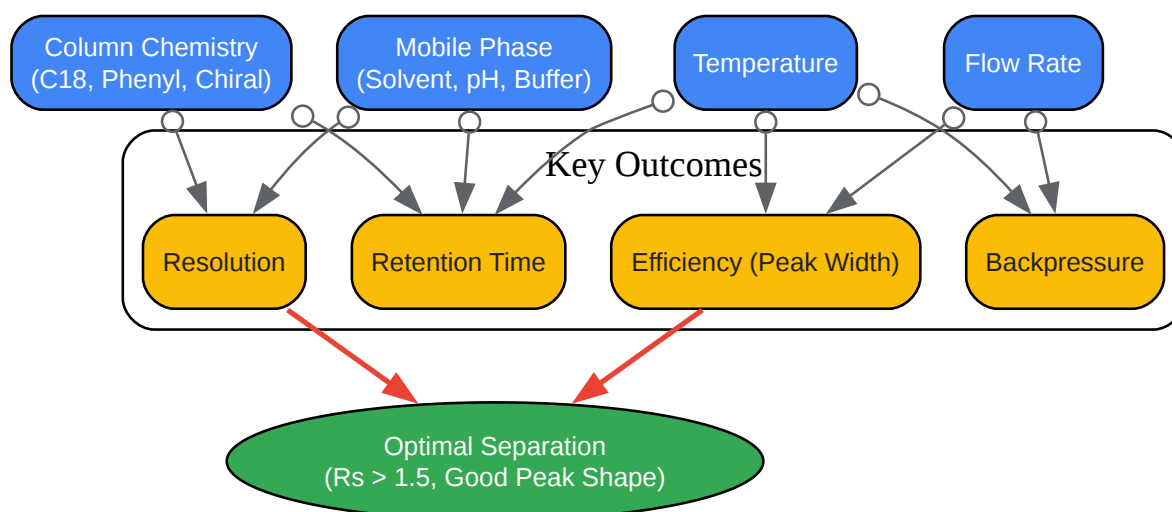 Column Chemistry
(C18, Phenyl, Chiral)
Mobile Phase
(Solvent, pH, Buffer)
Temperature
Flow Rate
Key Outcomes
Resolution
Retention Time
Efficiency (Peak Width)
Backpressure
Optimal Separation
(Rs > 1.5, Good Peak Shape)